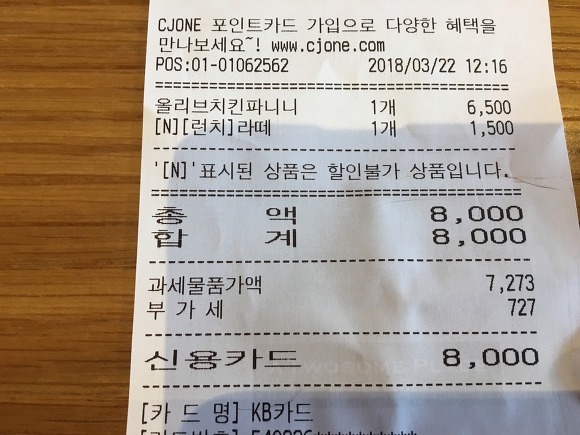 CJONE 포인트카드 가입으로 다양한 혜택을
만나보세요~! www.cjone.com
POS:01-01062562 2018/03/22 12:16
올리브치킨파니니 1개 6,500
[N][런치]라떼 1개 1,500
'[N]'표시된 상품은 할인불가 상품입니다.
총 액 8,000
합 계 8,000
과세물품가액 7,273
부 가 세 727
신용카드 8,000
[카 드 명] KB카드